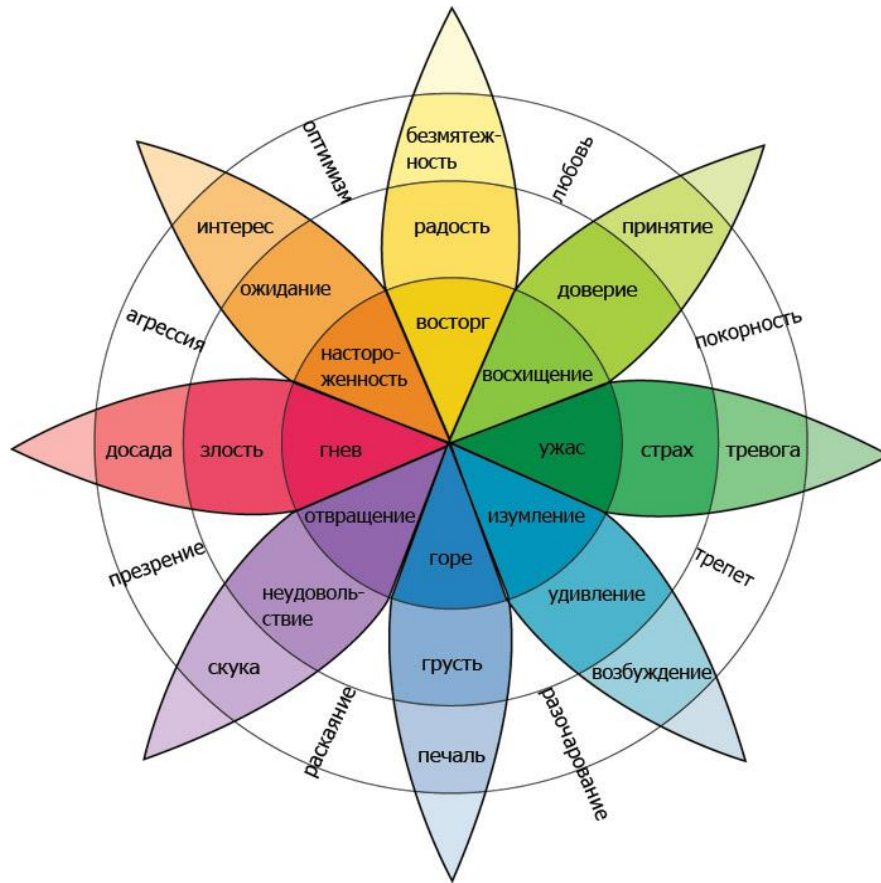 безмятеж-
ность
оптимизм
любовь
интерес
радость
принятие
ожидание
доверие
агрессия
восторг
покорность
насторо-
женность
восхищение
досада
злость
гнев
ужас
страх
тревога
отвращение
изумление
презрение
горе
трепет
неудоволь-
ствие
удивление
скука
грусть
возбуждение
раскаяние
разочарование
печаль